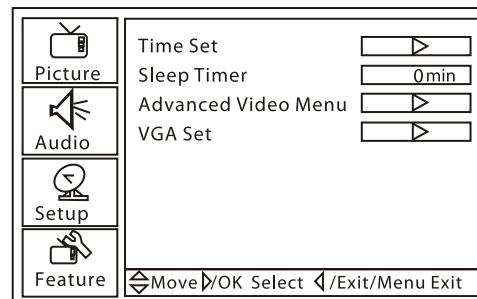 Picture
Audio
Setup
Feature
Time Set
Sleep Timer 0min
Advanced Video Menu
VGA Set
Move /OK Select /Exit/Menu Exit